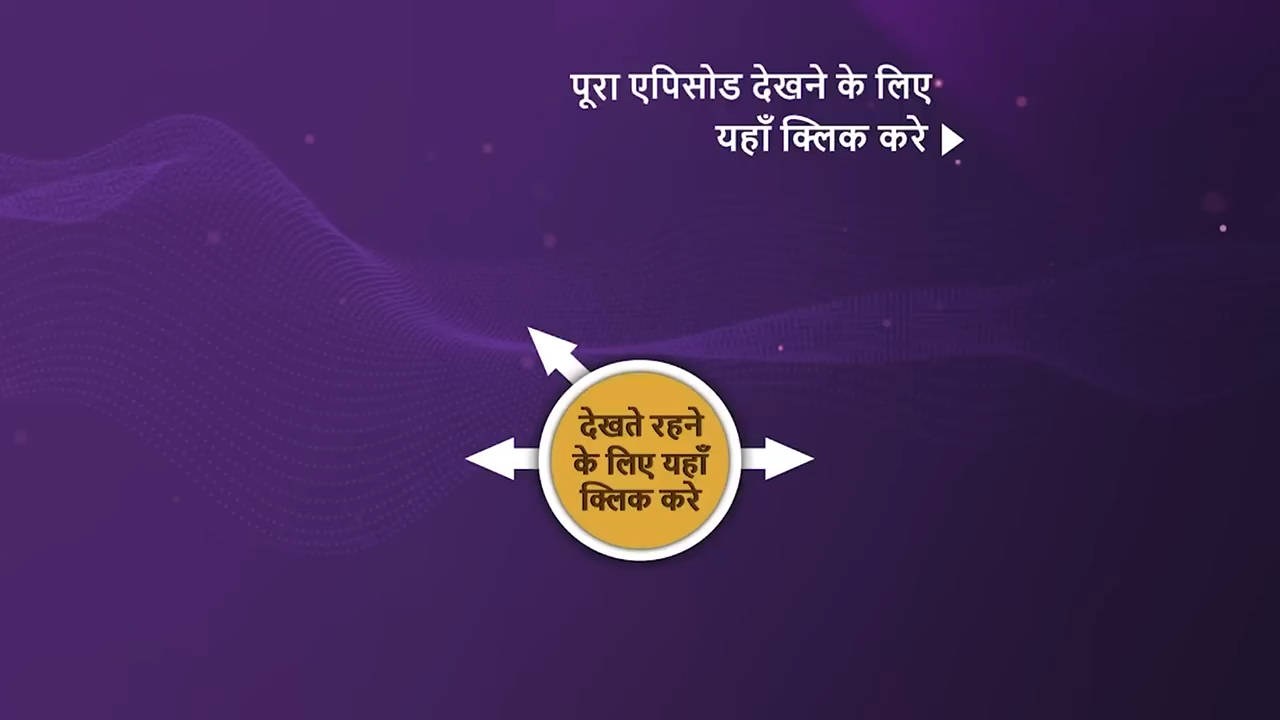 पूरा एपिसोड देखने के लिए
यहाँ क्लिक करे
देखते रहने
के लिए यहाँ
क्लिक करे